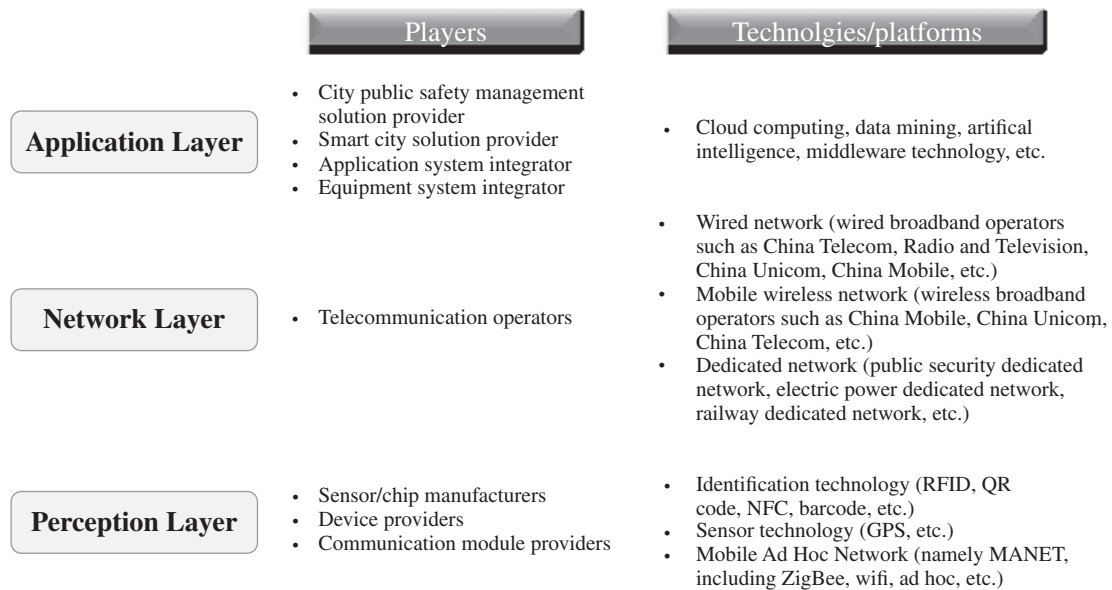 Players
Technolgies/platforms
Application Layer
• City public safety management
solution provider
• Smart city solution provider
• Application system integrator
• Equipment system integrator
• Cloud computing, data mining, artifical
intelligence, middleware technology, etc.
Network Layer
• Telecommunication operators
• Wired network (wired broadband operators
such as China Telecom, Radio and Television,
China Unicom, China Mobile, etc.)
• Mobile wireless network (wireless broadband
operators such as China Mobile, China Unicom,
China Telecom, etc.)
• Dedicated network (public security dedicated
network, electric power dedicated network,
railway dedicated network, etc.)
Perception Layer
• Sensor/chip manufacturers
• Device providers
• Communication module providers
• Identification technology (RFID, QR
code, NFC, barcode, etc.)
• Sensor technology (GPS, etc.)
• Mobile Ad Hoc Network (namely MANET,
including ZigBee, wifi, ad hoc, etc.)